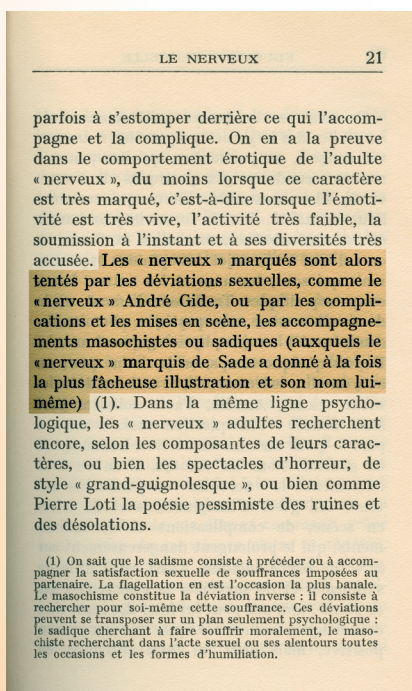 LE NERVEUX 21
parfois à s'estomper derrière ce qui l'accom-
pagne et la complique. On en a la preuve
dans le comportement érotique de l'adulte
« nerveux », du moins lorsque ce caractère
est très marqué, c'est-à-dire lorsque l'émoti-
vité est très vive, l'activité très faible, la
soumission à l'instant et à ses diversités très
accusée. Les « nerveux » marqués sont alors
tentés par les déviations sexuelles, comme le
« nerveux » André Gide, ou par les compli-
cations et les mises en scène, les accompagne-
ments masochistes ou sadiques (auxquels le
« nerveux » marquis de Sade a donné à la fois
la plus fâcheuse illustration et son nom lui-
même) (1). Dans la même ligne psycho-
logique, les « nerveux » adultes recherchent
encore, selon les composantes de leurs carac-
tères, ou bien les spectacles d'horreur, de
style « grand-guignolesque », ou bien comme
Pierre Loti la poésie pessimiste des ruines et
des désolations.
(1) On sait que le sadisme consiste à précéder ou à accom-
pagner la satisfaction sexuelle de souffrances imposées au
partenaire. La flagellation en est l'occasion la plus banale.
Le masochisme constitue la déviation inverse : il consiste à
rechercher pour soi-même cette souffrance. Ces déviations
peuvent se transposer sur un plan seulement psychologique :
le sadique cherchant à faire souffrir moralement, le maso-
chiste recherchant dans l'acte sexuel ou ses alentours toutes
les occasions et les formes d'humiliation.